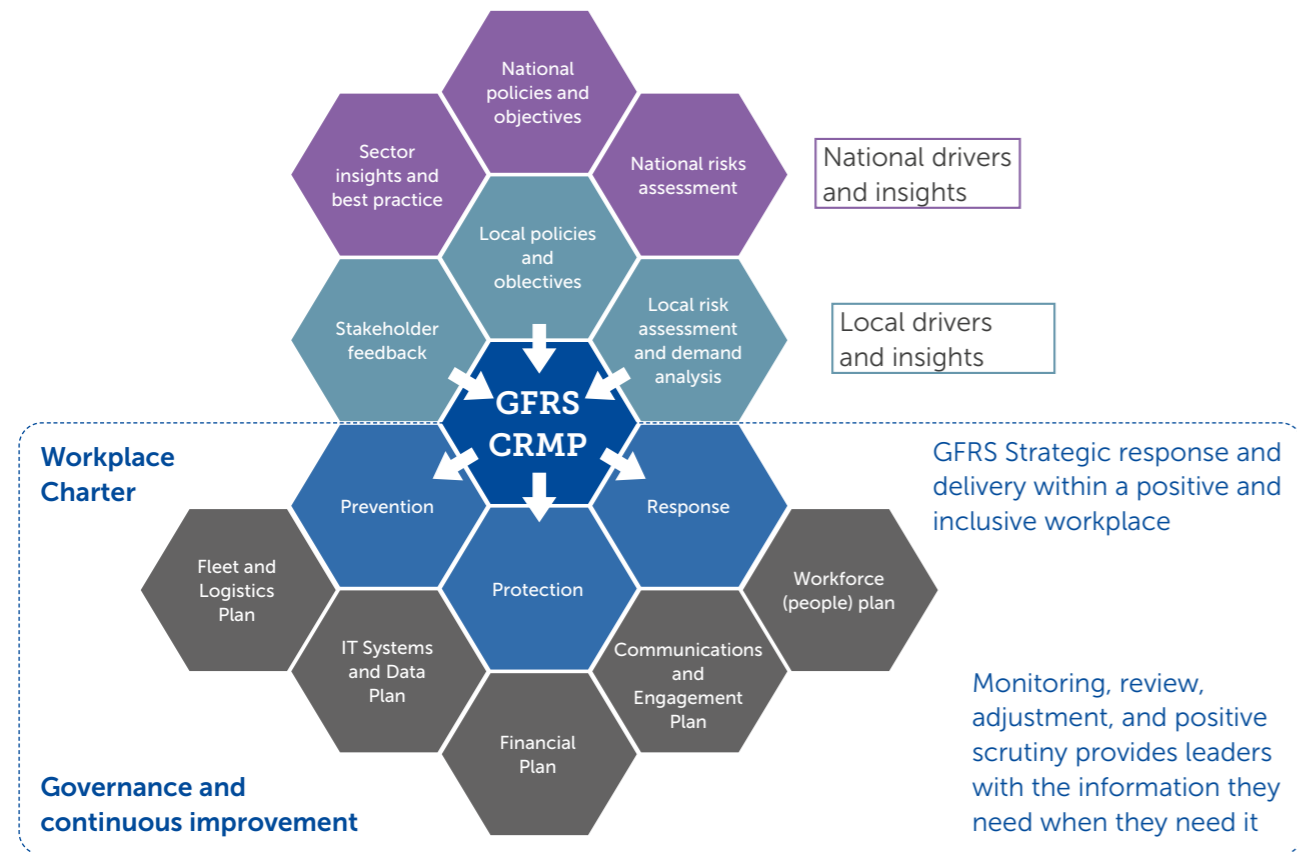 National
policies and
objectives
Sector
insights and
best practice
National risks
assessment
National drivers
and insights
Local policies
and
oblectives
Stakeholder
feedback
Local risk
assessment
and demand
analysis
Local drivers
and insights
GFRS
CRMP
Workplace
Charter
GFRS Strategic response and
delivery within a positive and
inclusive workplace
Prevention
Response
Protection
Fleet and
Logistics
Plan
Workforce
(people) plan
IT Systems
and Data
Plan
Communications
and
Engagement
Plan
Financial
Plan
Monitoring, review,
adjustment, and positive
scrutiny provides leaders
with the information they
need when they need it
Governance and
continuous improvement